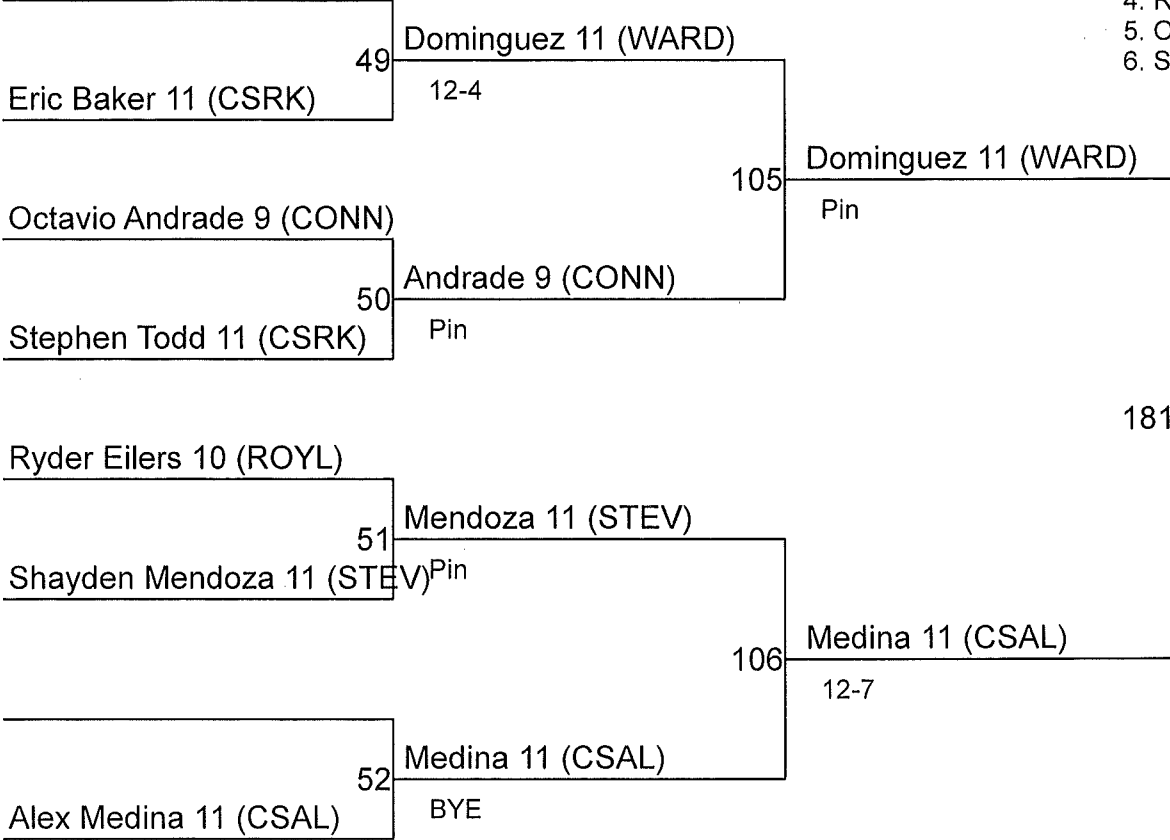 4. R
5. C
6. S
49
Dominguez 11 (WARD)
12-4
Eric Baker 11 (CSRK)
105
Dominguez 11 (WARD)
Pin
Octavio Andrade 9 (CONN)
50
Andrade 9 (CONN)
Pin
Stephen Todd 11 (CSRK)
181
Ryder Eilers 10 (ROYL)
51
Mendoza 11 (STEV)
Pin
Shayden Mendoza 11 (STEV)
106
Medina 11 (CSAL)
12-7
52
Medina 11 (CSAL)
BYE
Alex Medina 11 (CSAL)